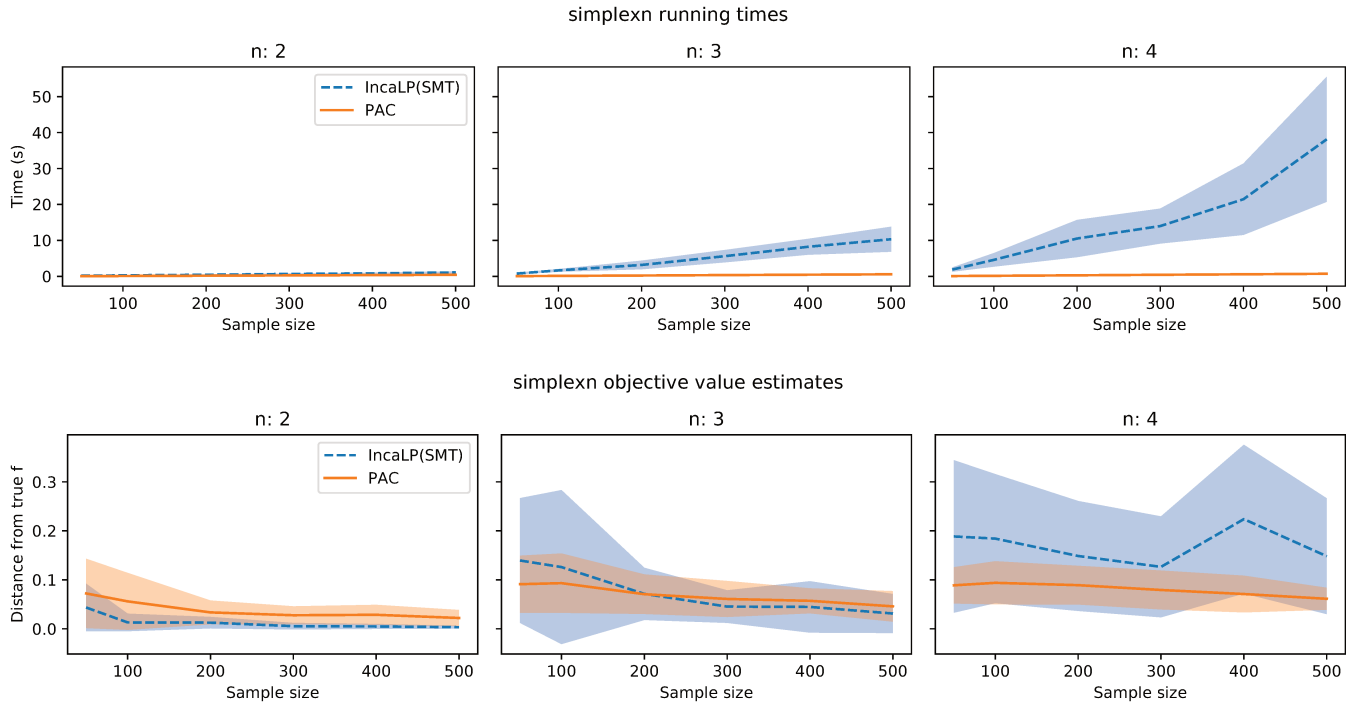 simplexn running times
n: 2
n: 3
n: 4
IncaLP(SMT)
PAC
Time (s)
50
40
30
20
10
0
100 200 300 400 500
100 200 300 400 500
100 200 300 400 500
Sample size
Sample size
Sample size
simplexn objective value estimates
n: 2
n: 3
n: 4
IncaLP(SMT)
PAC
Distance from true f
0.3
0.2
0.1
0.0
100 200 300 400 500
100 200 300 400 500
100 200 300 400 500
Sample size
Sample size
Sample size